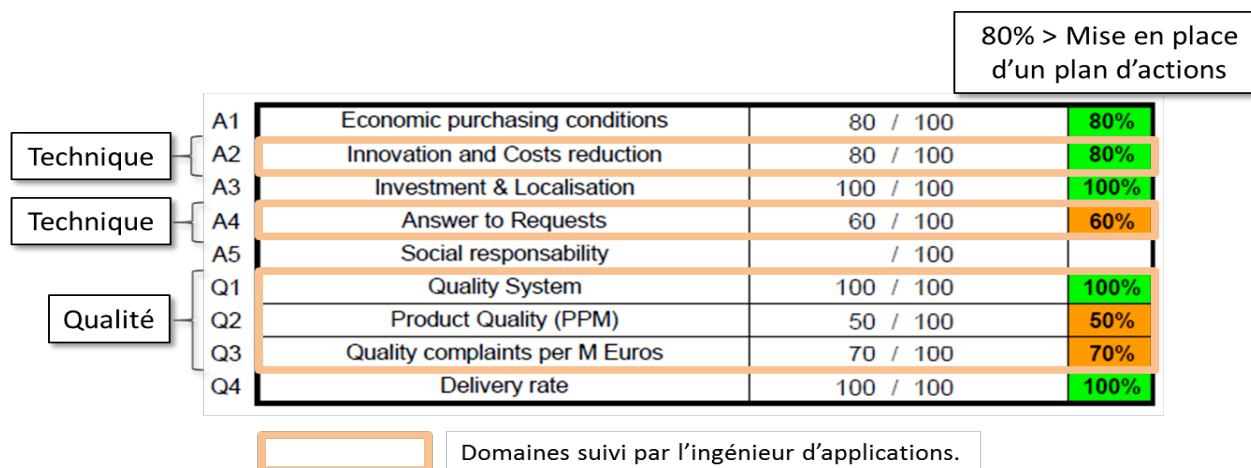 80% > Mise en place
d'un plan d'actions
A1 Economic purchasing conditions 80 / 100 80%
Technique
A2 Innovation and Costs reduction 80 / 100 80%
A3 Investment & Localisation 100 / 100 100%
Technique
A4 Answer to Requests 60 / 100 60%
A5 Social responsability / 100
Q1 Quality System 100 / 100 100%
Qualité
Q2 Product Quality (PPM) 50 / 100 50%
Q3 Quality complaints per M Euros 70 / 100 70%
Q4 Delivery rate 100 / 100 100%
Domaines suivi par l'ingénieur d'applications.